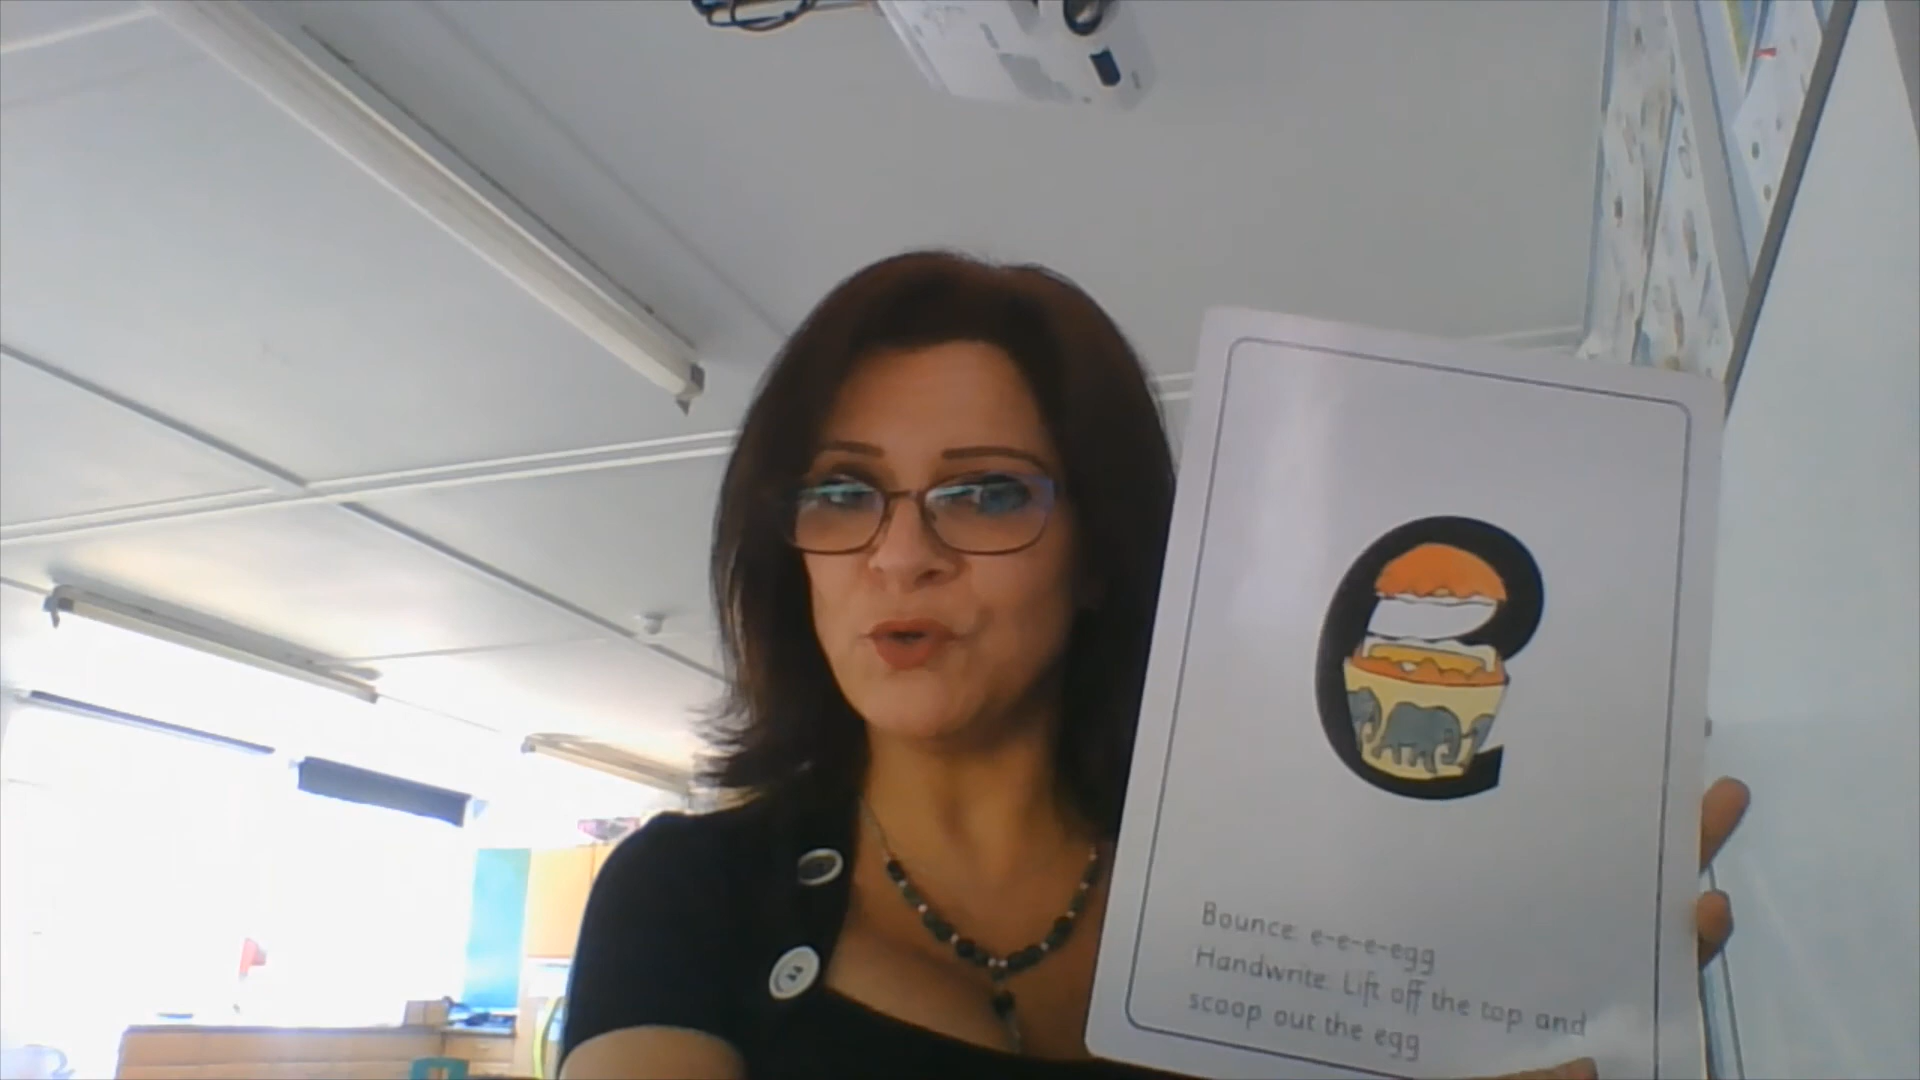 e
Bounce: e-e-e-egg
Handwrite: Lift off the top and
scoop out the egg